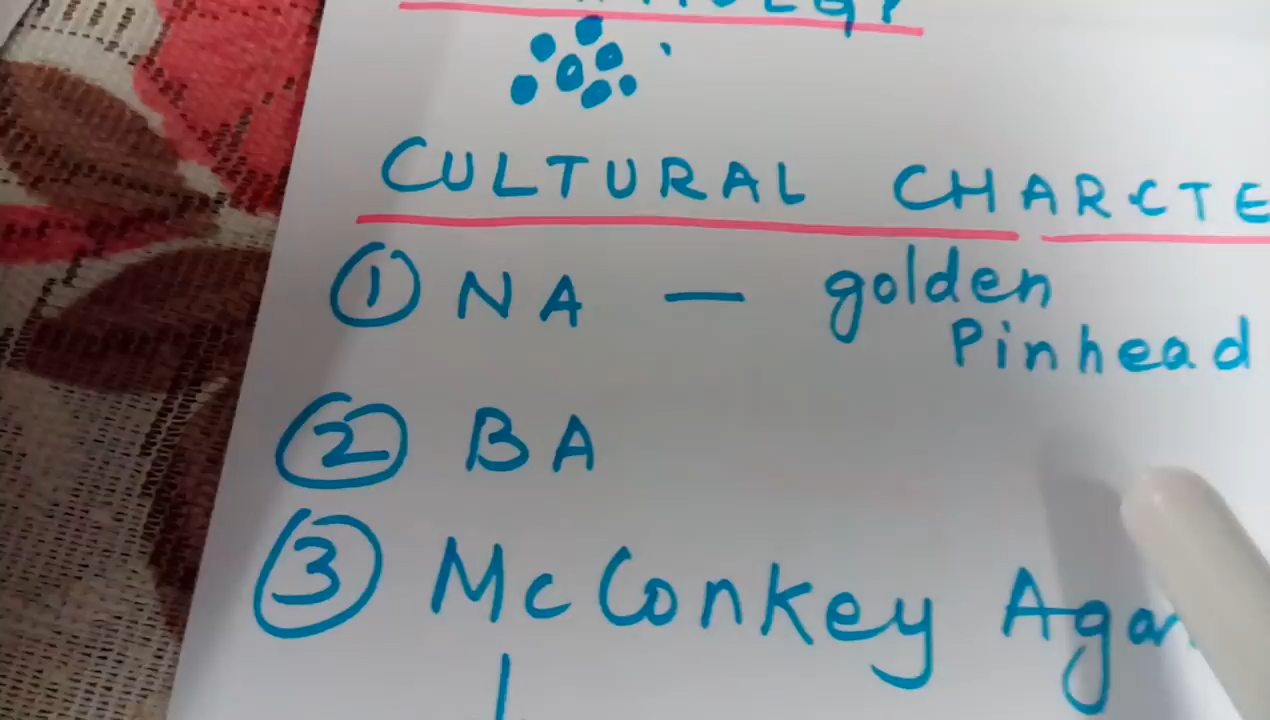 CULTURAL CHARCTE
① NA — golden
Pinhead
② BA
③ McConkey Agar